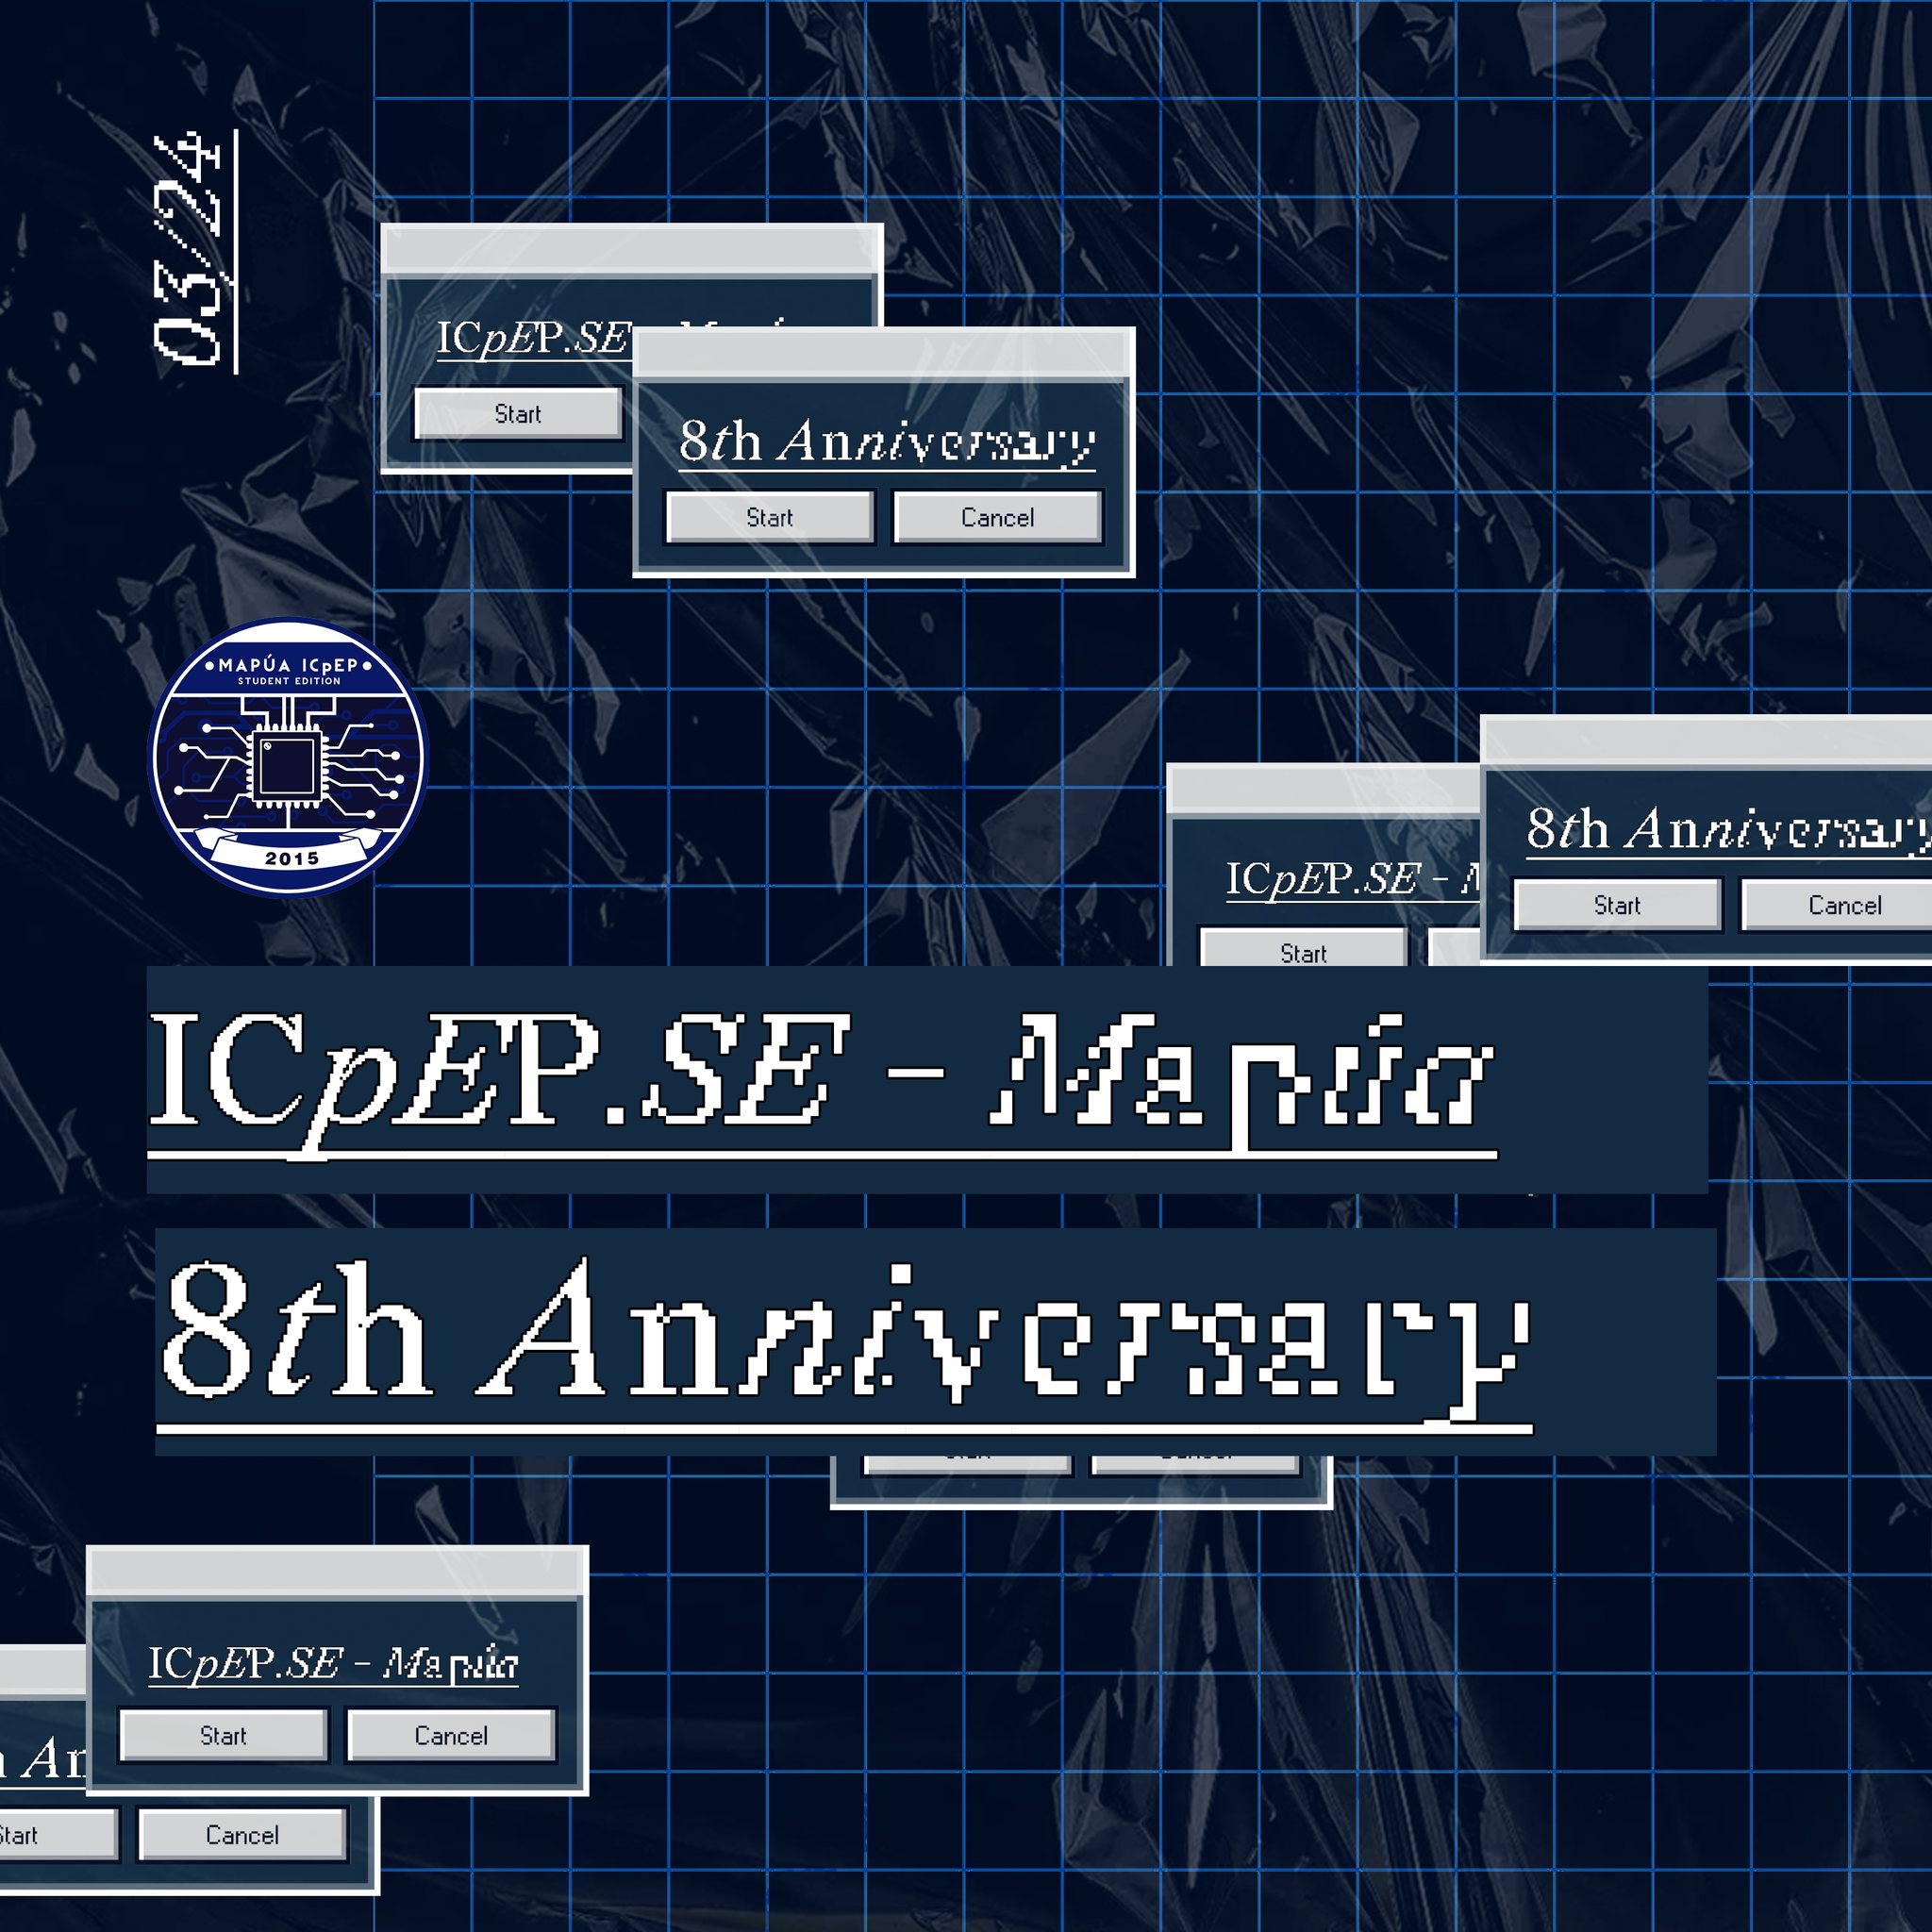 03/24
ICpEP.SE
Start
8th Anniversary
Start Cancel
•MAPÚA ICpEP•
STUDENT EDITION
2015
8th Anniversary
Start Cancel
ICpEP.SE -
Start
ICpEP.SE - Mapúa
8th Anniversary
ICpEP.SE - Mapúa
Start Cancel
Start Cancel